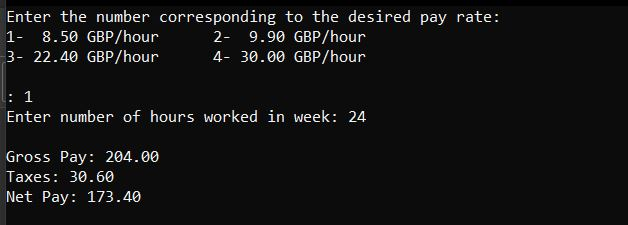 Enter the number corresponding to the desired pay rate:
1-  8.50 GBP/hour      2-  9.90 GBP/hour
3- 22.40 GBP/hour      4- 30.00 GBP/hour
: 1
Enter number of hours worked in week: 24
Gross Pay: 204.00
Taxes: 30.60
Net Pay: 173.40